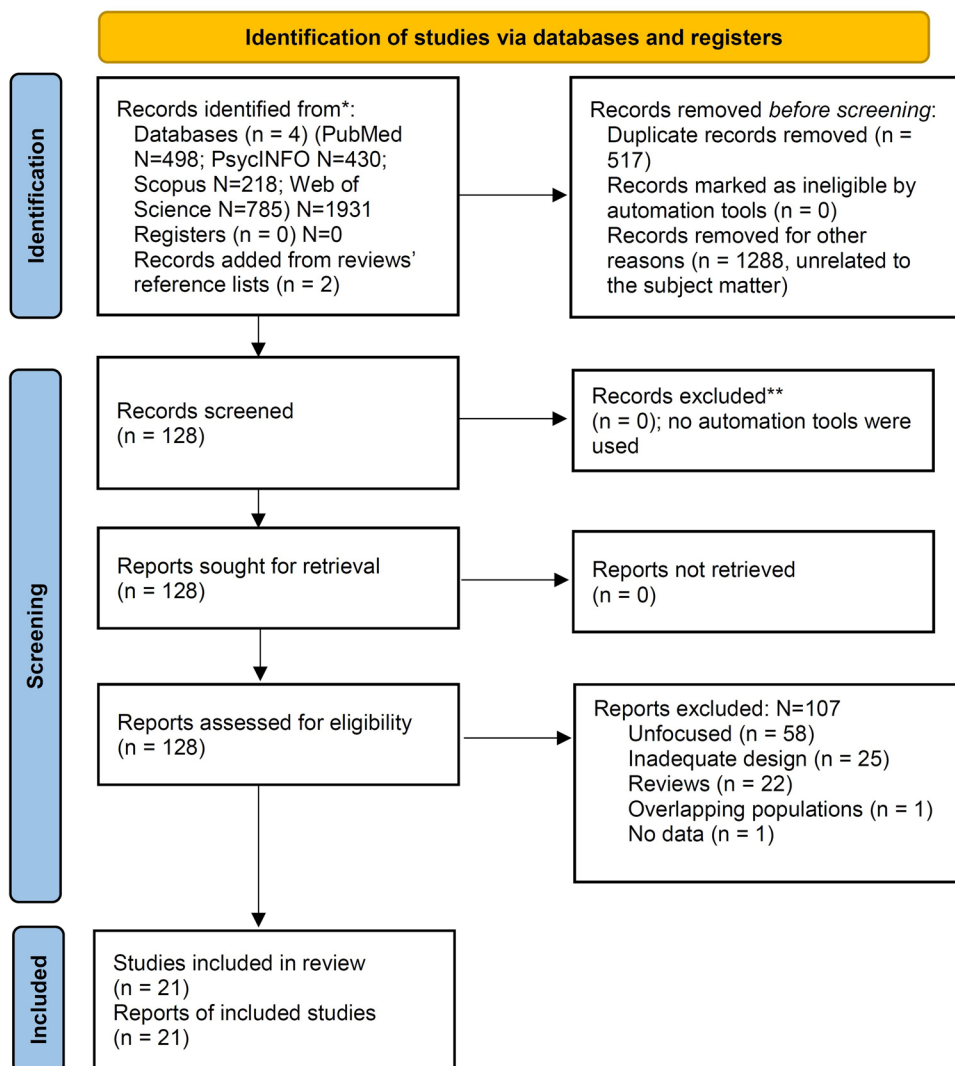 Identification of studies via databases and registers
Identification
Records identified from*:
Databases (n = 4) (PubMed
N=498; PsycINFO N=430;
Scopus N=218; Web of
Science N=785) N=1931
Registers (n = 0) N=0
Records added from reviews’
reference lists (n = 2)
Records removed before screening:
Duplicate records removed (n =
517)
Records marked as ineligible by
automation tools (n = 0)
Records removed for other
reasons (n = 1288, unrelated to
the subject matter)
Screening
Records screened
(n = 128)
Records excluded**
(n = 0); no automation tools were
used
Reports sought for retrieval
(n = 128)
Reports not retrieved
(n = 0)
Reports assessed for eligibility
(n = 128)
Reports excluded: N=107
Unfocused (n = 58)
Inadequate design (n = 25)
Reviews (n = 22)
Overlapping populations (n = 1)
No data (n = 1)
Included
Studies included in review
(n = 21)
Reports of included studies
(n = 21)